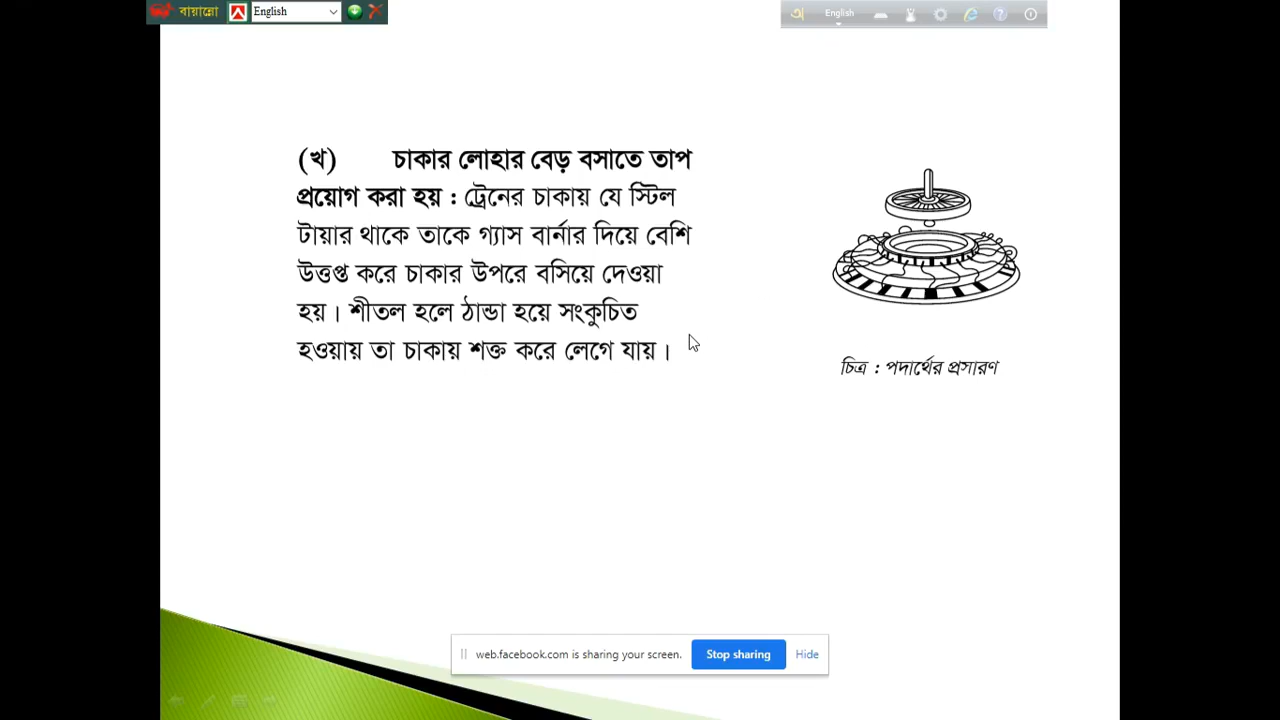 বায়ান্নো
English
English
(খ) চাকার লোহার বেড় বসাতে তাপ
প্রয়োগ করা হয় : ট্রেনের চাকায় যে স্টিল
টায়ার থাকে তাকে গ্যাস বার্নার দিয়ে বেশি
উত্তপ্ত করে চাকার উপরে বসিয়ে দেওয়া
হয়। শীতল হলে ঠান্ডা হয়ে সংকুচিত
হওয়ায় তা চাকায় শক্ত করে লেগে যায়।
চিত্র : পদার্থের প্রসারণ
web.facebook.com is sharing your screen.
Stop sharing
Hide